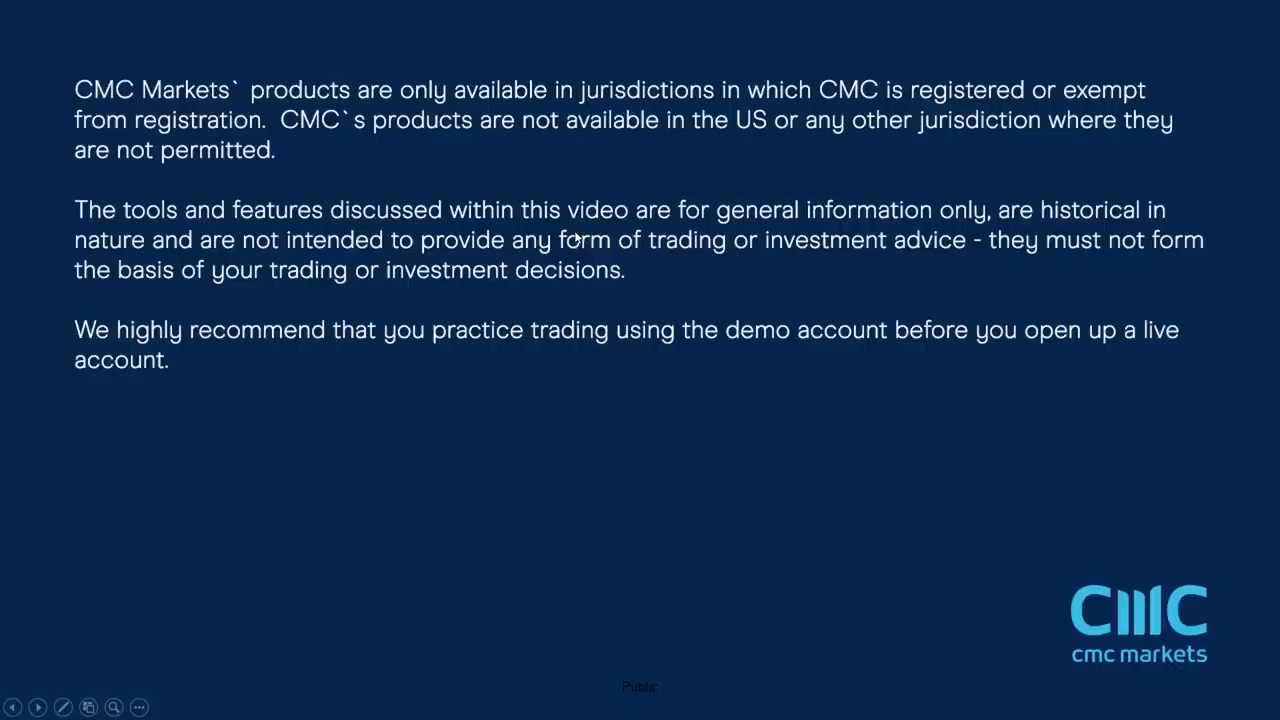 CMC Markets` products are only available in jurisdictions in which CMC is registered or exempt
from registration.  CMC`s products are not available in the US or any other jurisdiction where they
are not permitted.
The tools and features discussed within this video are for general information only, are historical in
nature and are not intended to provide any form of trading or investment advice - they must not form
the basis of your trading or investment decisions.
We highly recommend that you practice trading using the demo account before you open up a live
account.
CMC
cmc markets
Public